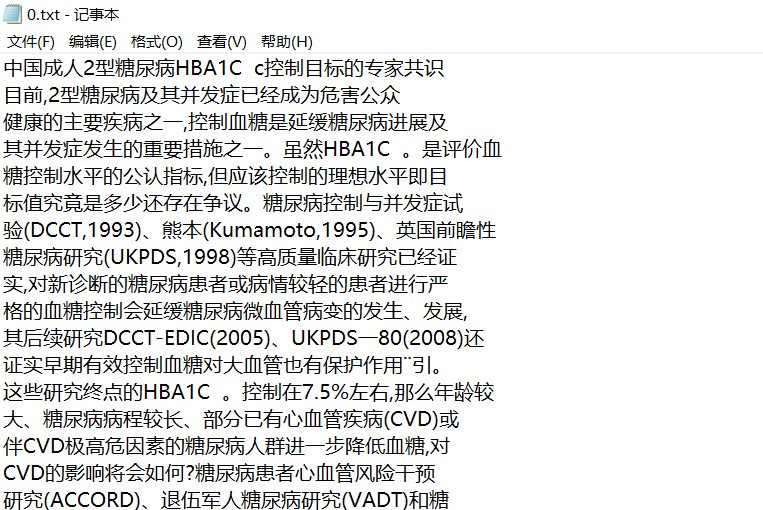 0.txt - 记事本
文件(F) 编辑(E) 格式(O) 查看(V) 帮助(H)
中国成人2型糖尿病HBA1C  c控制目标的专家共识
目前,2型糖尿病及其并发症已经成为危害公众
健康的主要疾病之一,控制血糖是延缓糖尿病进展及
其并发症发生的重要措施之一。虽然HBA1C  。是评价血
糖控制水平的公认指标,但应该控制的理想水平即目
标值究竟是多少还存在争议。糖尿病控制与并发症试
验(DCCT,1993)、熊本(Kumamoto,1995)、英国前瞻性
糖尿病研究(UKPDS,1998)等高质量临床研究已经证
实,对新诊断的糖尿病患者或病情较轻的患者进行严
格的血糖控制会延缓糖尿病微血管病变的发生、发展,
其后续研究DCCT-EDIC(2005)、UKPDS—80(2008)还
证实早期有效控制血糖对大血管也有保护作用¨引。
这些研究终点的HBA1C  。控制在7.5%左右,那么年龄较
大、糖尿病病程较长、部分已有心血管疾病(CVD)或
伴CVD极高危因素的糖尿病人群进一步降低血糖,对
CVD的影响将会如何?糖尿病患者心血管风险干预
研究(ACCORD)、退伍军人糖尿病研究(VADT)和糖